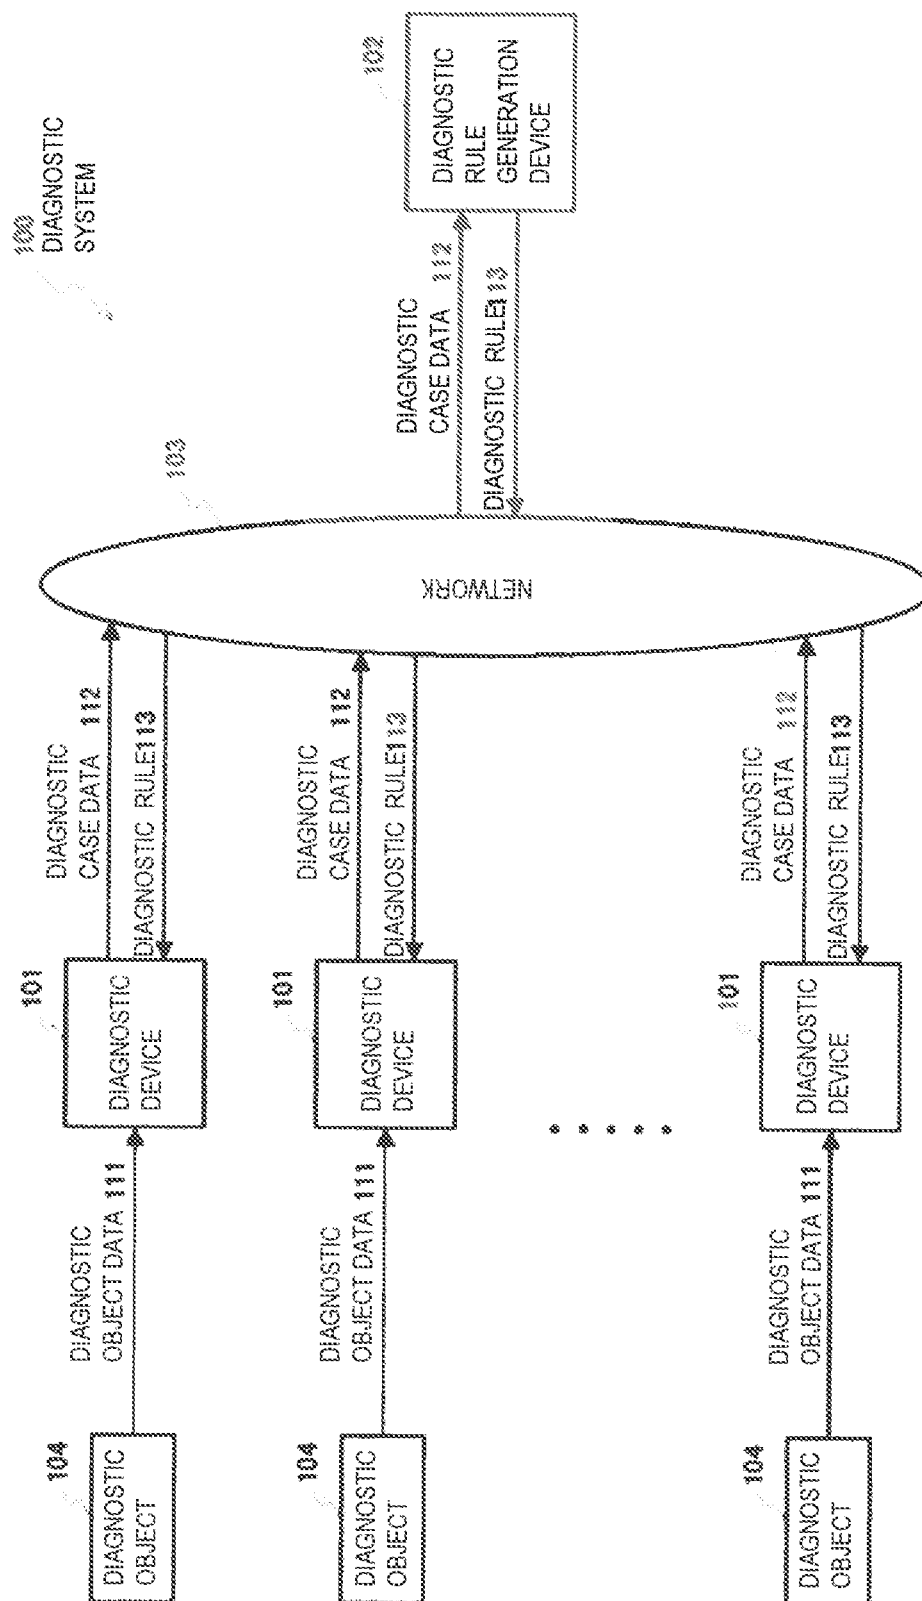 100
DIAGNOSTIC
SYSTEM
104
DIAGNOSTIC
OBJECT
DIAGNOSTIC
OBJECT DATA 111
101
DIAGNOSTIC
DEVICE
DIAGNOSTIC
CASE DATA 112
DIAGNOSTIC RULE113
104
DIAGNOSTIC
OBJECT
DIAGNOSTIC
OBJECT DATA 111
101
DIAGNOSTIC
DEVICE
DIAGNOSTIC
CASE DATA 112
DIAGNOSTIC RULE113
104
DIAGNOSTIC
OBJECT
DIAGNOSTIC
OBJECT DATA 111
101
DIAGNOSTIC
DEVICE
DIAGNOSTIC
CASE DATA 112
DIAGNOSTIC RULE113
103
NETWORK
DIAGNOSTIC
CASE DATA 112
DIAGNOSTIC RULE113
102
DIAGNOSTIC
RULE
GENERATION
DEVICE